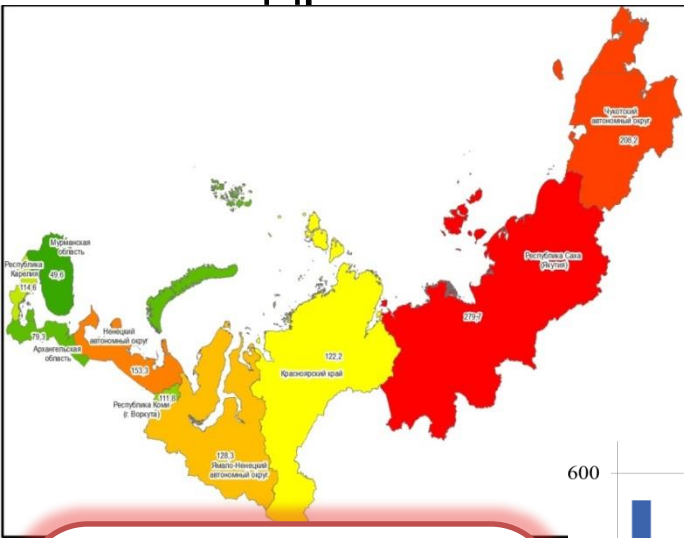 Чукотский
автономный округ
208,2
Республика Саха
(Якутия)
279,7
Мурманская
область
49,6
Республика
Карелия
114,6
79,3
Архангельская
область
Ненецкий
автономный округ
153,3
111,8
Республика Коми
(г. Воркута)
128,3
Ямало-Ненецкий
автономный округ
122,2
Красноярский край
600